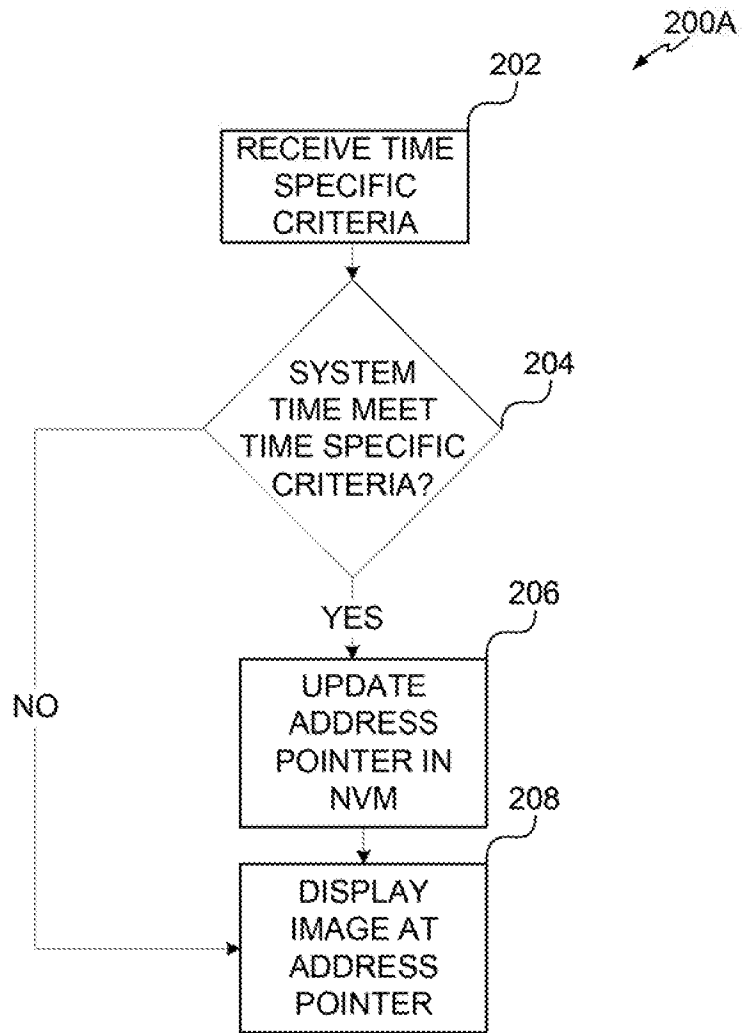 200A
202
RECEIVE TIME
SPECIFIC
CRITERIA
SYSTEM
TIME MEET
TIME SPECIFIC
CRITERIA?
204
YES
206
UPDATE
ADDRESS
POINTER IN
NVM
NO
208
DISPLAY
IMAGE AT
ADDRESS
POINTER